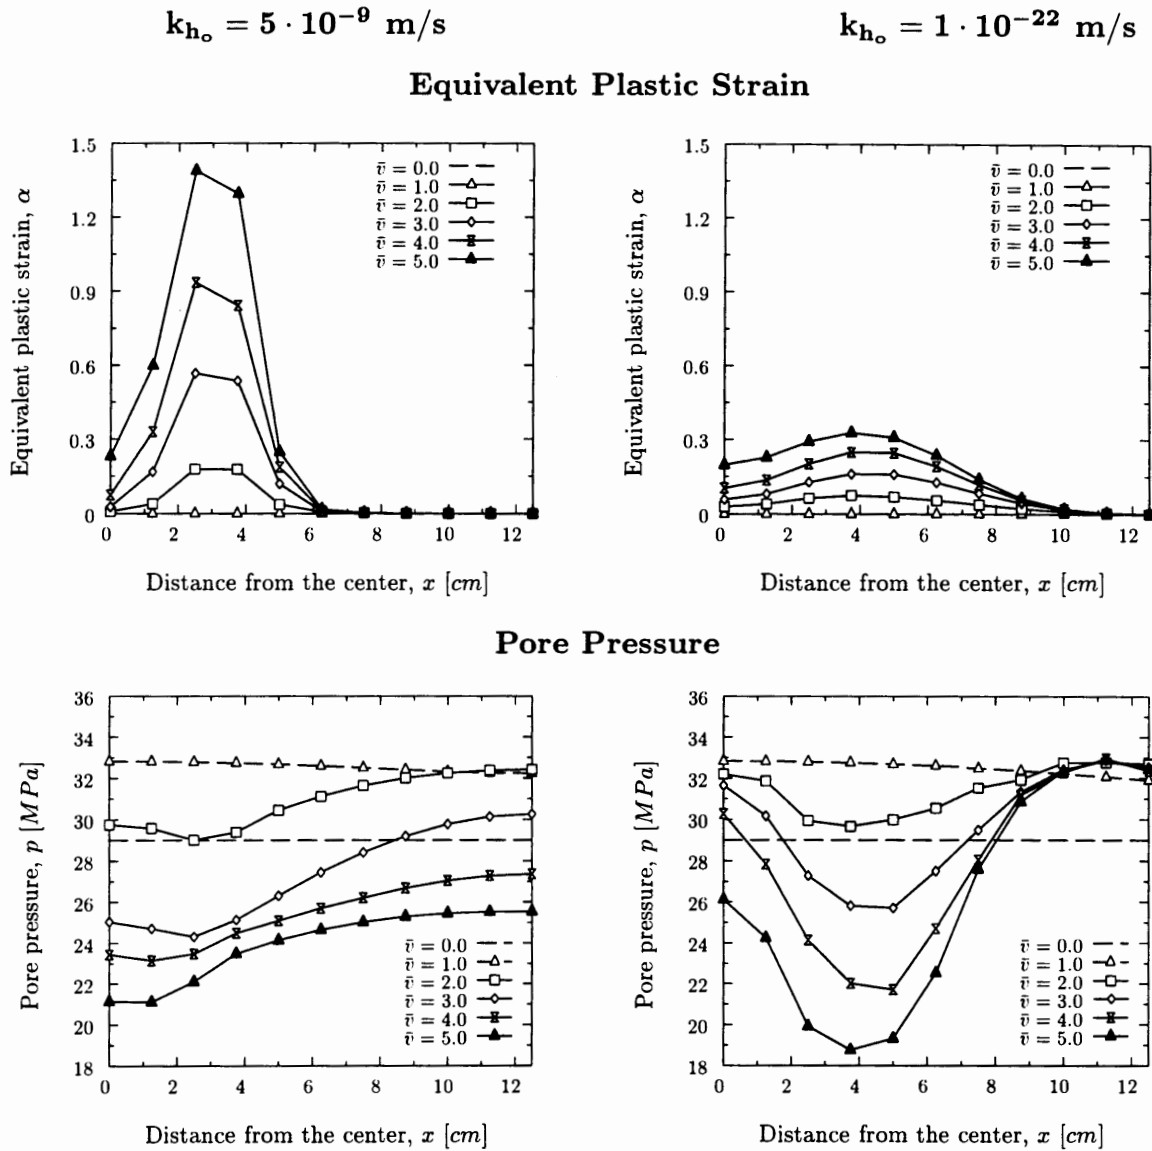 k_{h_o} = 5 · 10^{−9} m/s
k_{h_o} = 1 · 10^{−22} m/s
Equivalent Plastic Strain
Equivalent plastic strain, α
1.5
1.2
0.9
0.6
0.3
0
v̄ = 0.0
v̄ = 1.0
v̄ = 2.0
v̄ = 3.0
v̄ = 4.0
v̄ = 5.0
0 2 4 6 8 10 12
Distance from the center, x [cm]
Equivalent plastic strain, α
1.5
1.2
0.9
0.6
0.3
0
v̄ = 0.0
v̄ = 1.0
v̄ = 2.0
v̄ = 3.0
v̄ = 4.0
v̄ = 5.0
0 2 4 6 8 10 12
Distance from the center, x [cm]
Pore Pressure
Pore pressure, p [MPa]
36
34
32
30
28
26
24
22
20
18
v̄ = 0.0
v̄ = 1.0
v̄ = 2.0
v̄ = 3.0
v̄ = 4.0
v̄ = 5.0
0 2 4 6 8 10 12
Distance from the center, x [cm]
Pore pressure, p [MPa]
36
34
32
30
28
26
24
22
20
18
v̄ = 0.0
v̄ = 1.0
v̄ = 2.0
v̄ = 3.0
v̄ = 4.0
v̄ = 5.0
0 2 4 6 8 10 12
Distance from the center, x [cm]